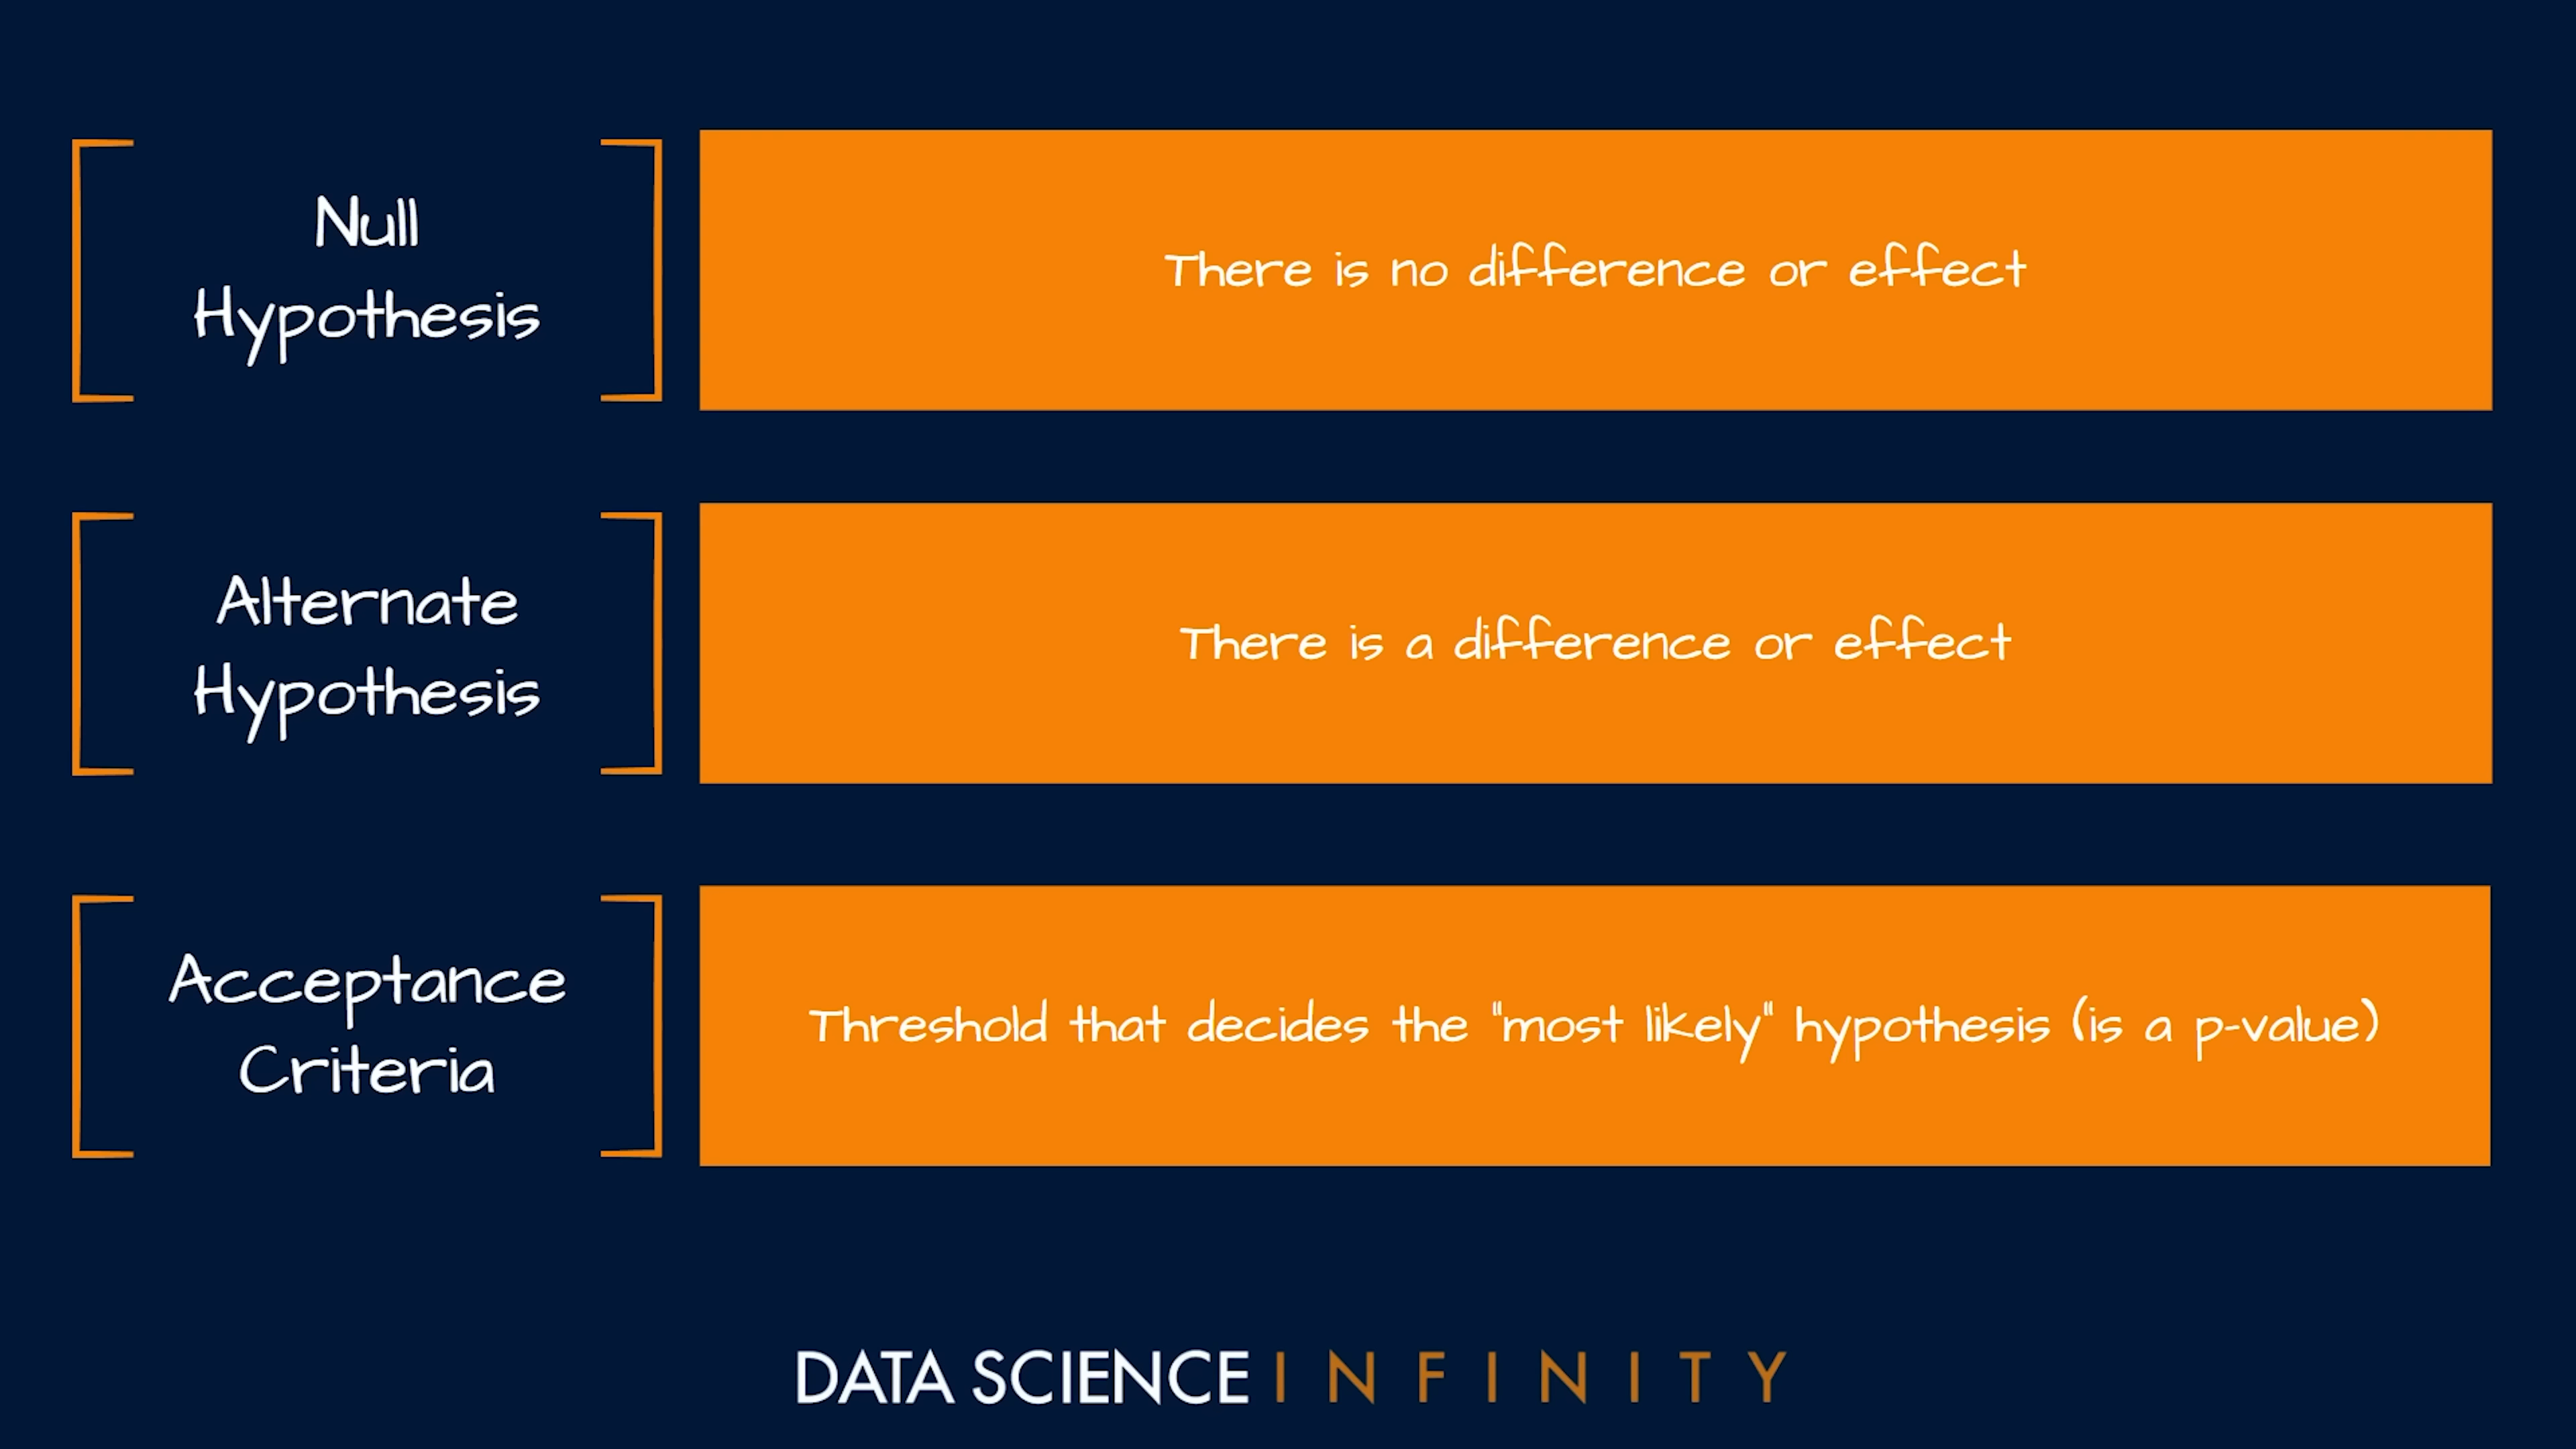 Null
Hypothesis
There is no difference or effect
Alternate
Hypothesis
There is a difference or effect
Acceptance
Criteria
Threshold that decides the "most likely" hypothesis (is a p-value)
DATA SCIENCE INFINITY